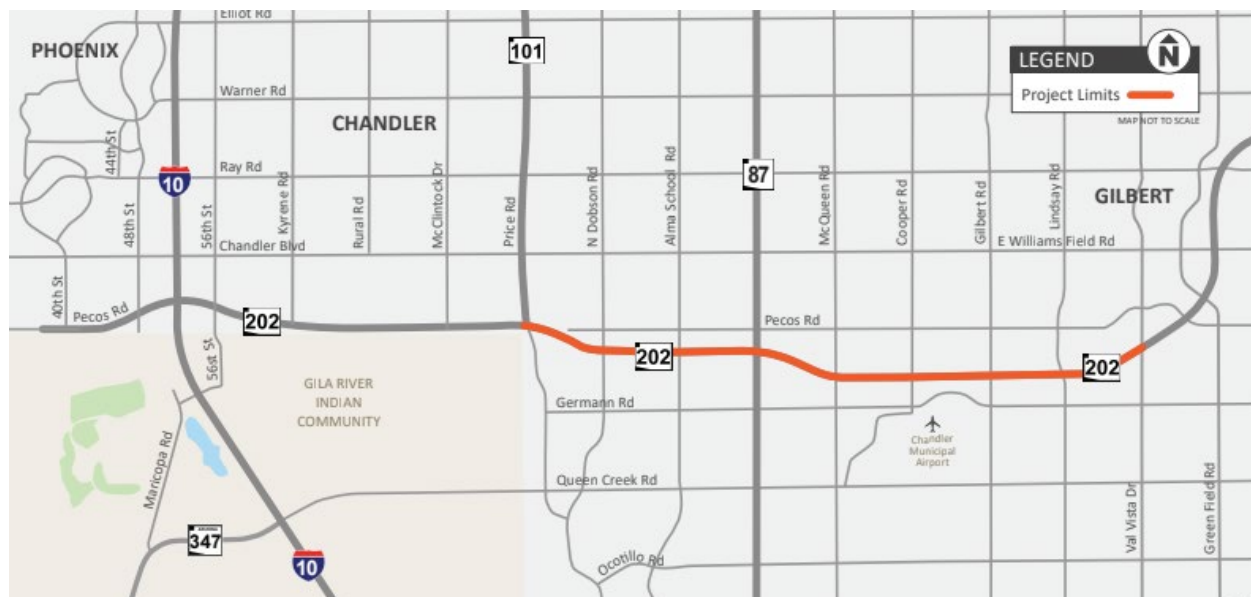 Elliot Rd
PHOENIX
101
LEGEND
N
Project Limits
MAP NOT TO SCALE
Warner Rd
CHANDLER
44th St
Ray Rd
10
87
48th St
56th St
Kyrene Rd
Rural Rd
McClintock Dr
Price Rd
N Dobson Rd
Alma School Rd
McQueen Rd
Cooper Rd
Gilbert Rd
Lindsay Rd
GILBERT
Chandler Blvd
E Williams Field Rd
40th St
Pecos Rd
202
Pecos Rd
202
202
56st St
GILA RIVER
INDIAN
COMMUNITY
Germann Rd
Chandler
Municipal
Airport
Maricopa Rd
Queen Creek Rd
Val Vista Dr
Green Field Rd
347
10
Ocotillo Rd